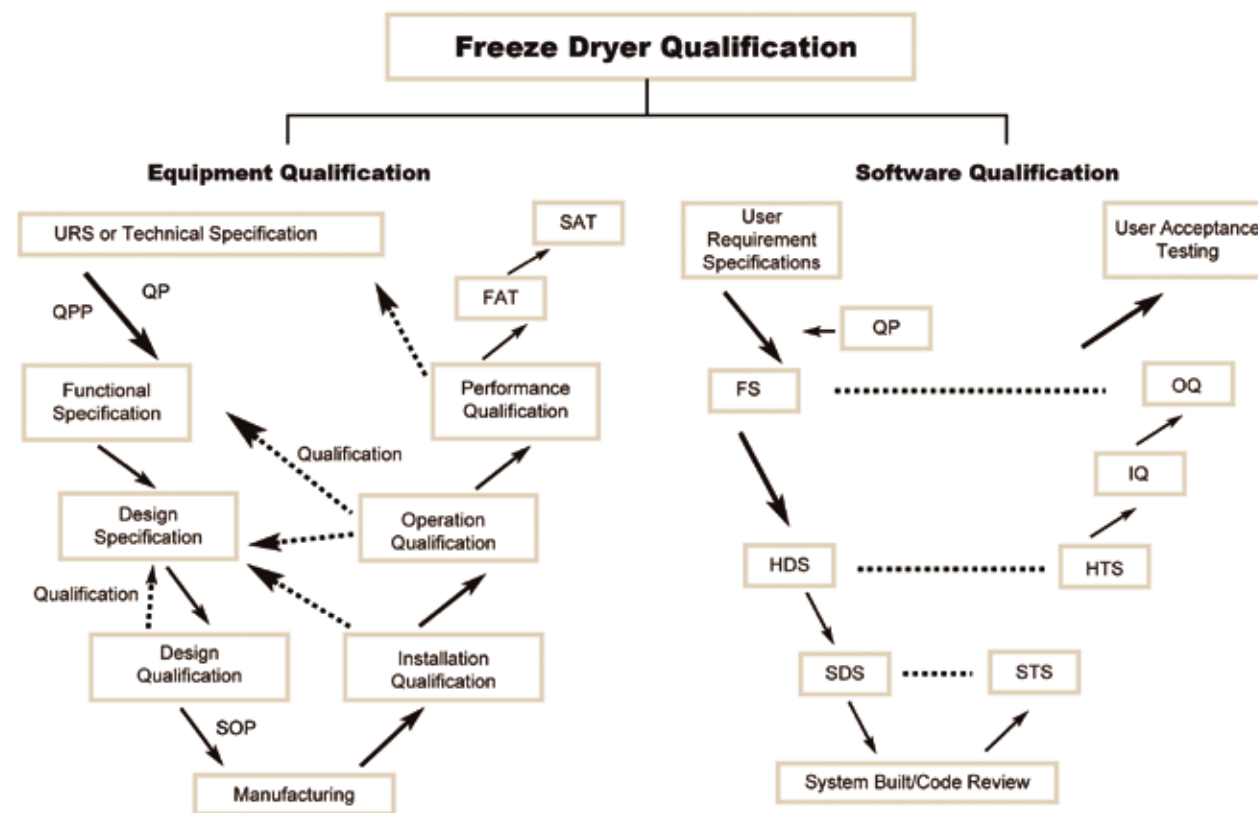 Freeze Dryer Qualification
Equipment Qualification
URS or Technical Specification
QP
QPP
Functional
Specification
Design
Specification
Qualification
Design
Qualification
SOP
Manufacturing
Installation
Qualification
Operation
Qualification
Qualification
Performance
Qualification
FAT
SAT
Software Qualification
User
Requirement
Specifications
QP
FS
HDS
SDS
System Built/Code Review
STS
HTS
IQ
OQ
User Acceptance
Testing